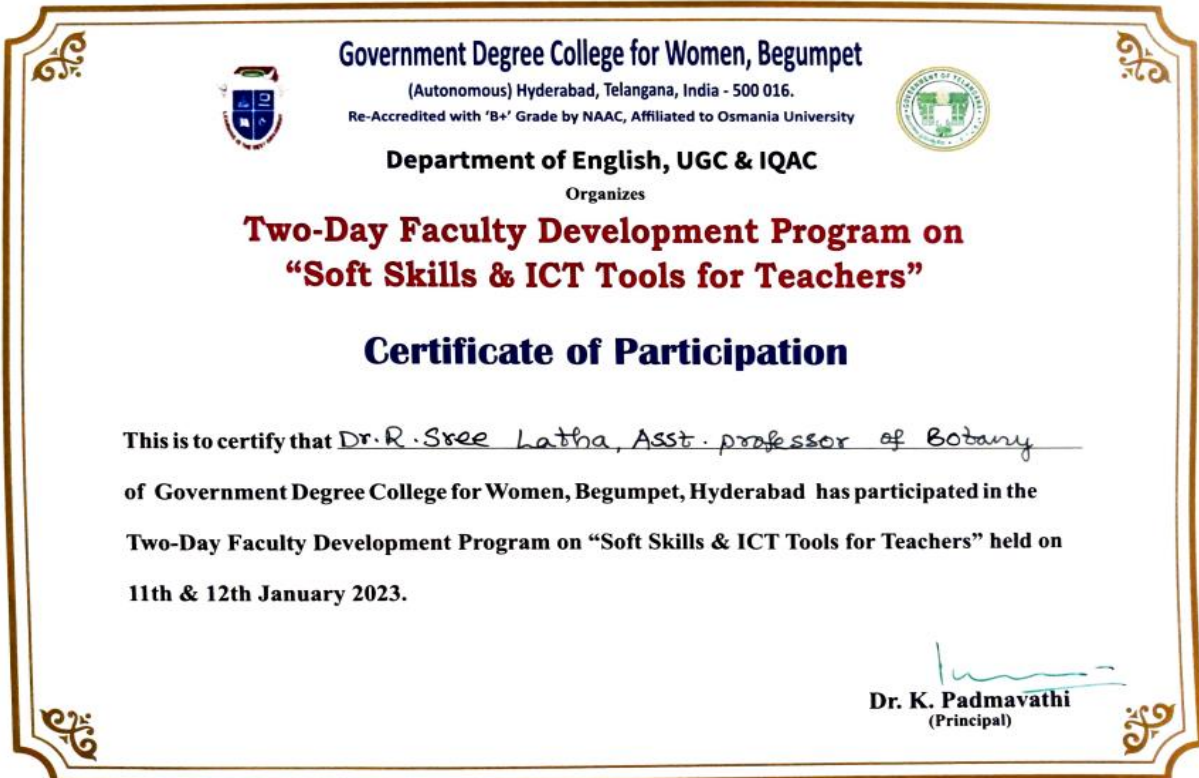 Government Degree College for Women, Begumpet
(Autonomous) Hyderabad, Telangana, India - 500 016.
Re-Accredited with ‘B+’ Grade by NAAC, Affiliated to Osmania University
GOVERNMENT OF TELANGANA
Department of English, UGC & IQAC
Organizes
Two-Day Faculty Development Program on
“Soft Skills & ICT Tools for Teachers”
Certificate of Participation
This is to certify that Dr. R. Sree Latha, Asst. professor of Botany
of Government Degree College for Women, Begumpet, Hyderabad has participated in the
Two-Day Faculty Development Program on “Soft Skills & ICT Tools for Teachers” held on
11th & 12th January 2023.
Dr. K. Padmavathi
(Principal)